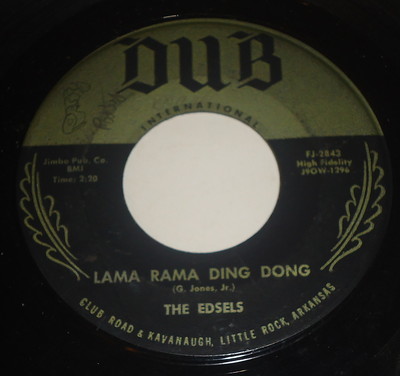 DUB
INTERNATIONAL
Jimbo Pub. Co.
BMI
Time: 2:20
FJ-2843
High Fidelity
J9OW-1296
LAMA RAMA DING DONG
(G. Jones, Jr.)
THE EDSELS
CLUB ROAD & KAVANAUGH, LITTLE ROCK, ARKANSAS